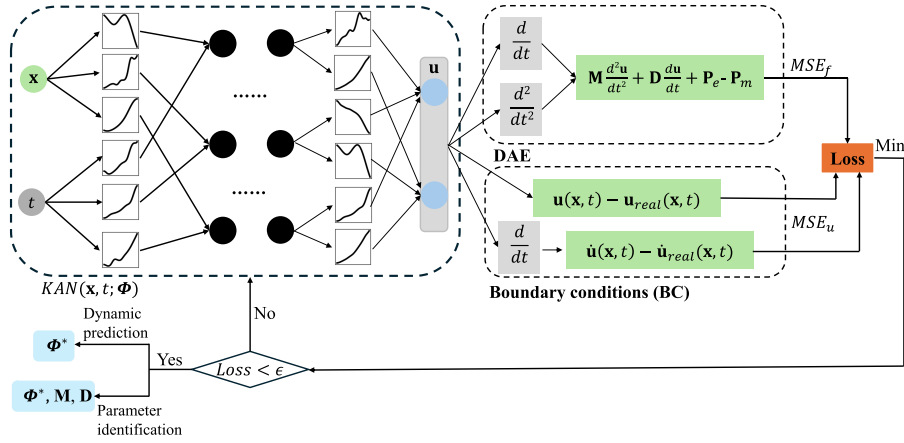 x
t
......
......
u
KAN(x, t; Φ)
d/dt
d²/dt²
M d²u/dt² + D du/dt + P_e - P_m
DAE
MSE_f
u(x, t) − u_real(x, t)
d/dt
u̇(x, t) − u̇_real(x, t)
Boundary conditions (BC)
MSE_u
Loss
Min
No
Loss < ϵ
Yes
Dynamic
prediction
Φ*
Φ*, M, D
Parameter
identification